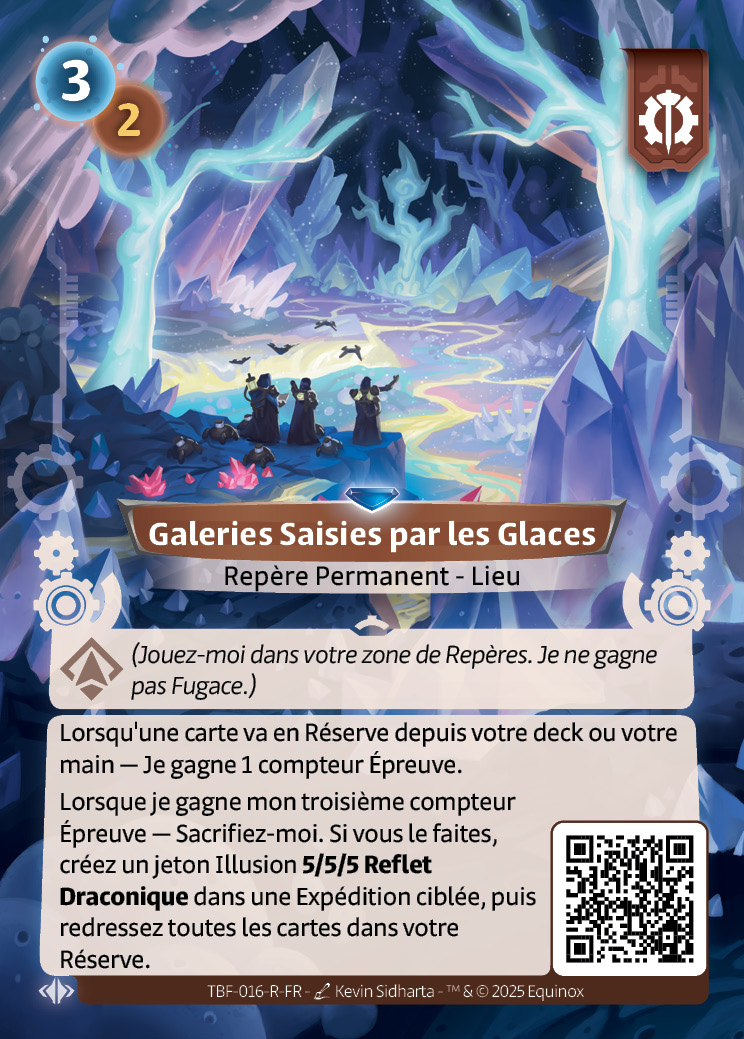 3
2
Galeries Saisies par les Glaces
Repère Permanent - Lieu
(Jouez-moi dans votre zone de Repères. Je ne gagne
pas Fugace.)
Lorsqu'une carte va en Réserve depuis votre deck ou votre
main — Je gagne 1 compteur Épreuve.
Lorsque je gagne mon troisième compteur
Épreuve — Sacrifiez-moi. Si vous le faites,
créez un jeton Illusion 5/5/5 Reflet
Draconique dans une Expédition ciblée, puis
redressez toutes les cartes dans votre
Réserve.
TBF-016-R-FR - Kevin Sidharta - ™ & © 2025 Equinox